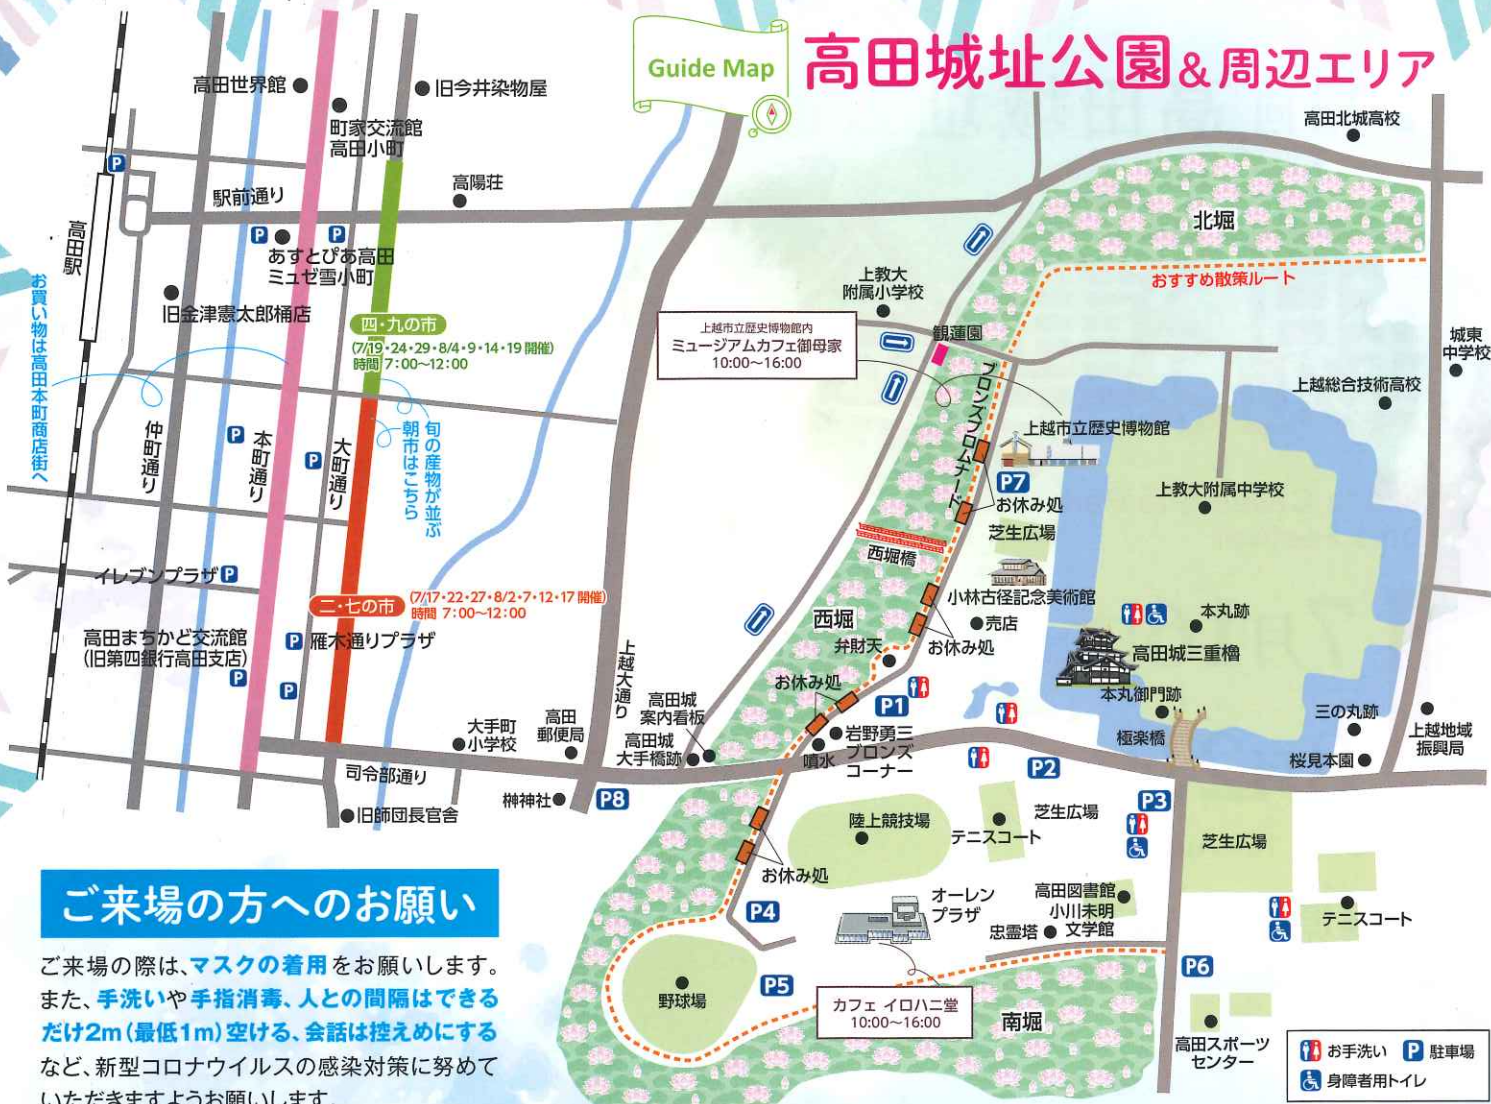 Guide Map
高田城址公園&周辺エリア
高田世界館
旧今井染物屋
町家交流館
高田小町
高陽荘
駅前通り
P
高田駅
P
P
あすとぴあ高田
ミュゼ雪小町
旧金津憲太郎桶店
お買い物は高田本町商店街へ
四・九の市
(7/19・24・29・8/4・9・14・19 開催)
時間 7:00〜12:00
旬の産物が並ぶ
朝市はこちら
仲町通り
P
本町通り
P
大町通り
イレブンプラザ
P
二・七の市
(7/17・22・27・8/2・7・12・17 開催)
時間 7:00〜12:00
高田まちかど交流館
(旧第四銀行高田支店)
P
P
雁木通りプラザ
P
上越大通り
大手町
小学校
高田
郵便局
司令部通り
旧師団長官舎
榊神社
P8
高田城
案内看板
高田城
大手橋跡
高田北城高校
北堀
おすすめ散策ルート
上教大
附属小学校
上越市立歴史博物館内
ミュージアムカフェ御母家
10:00〜16:00
観蓮園
ブロンズプロムナード
城東
中学校
上越総合技術高校
上越市立歴史博物館
P7
お休み処
芝生広場
上教大附属中学校
西堀橋
小林古径記念美術館
売店
西堀
弁財天
お休み処
お休み処
本丸跡
高田城三重櫓
本丸御門跡
極楽橋
三の丸跡
上越地域
振興局
桜見本園
P1
岩野勇三
ブロンズ
コーナー
噴水
P2
P3
陸上競技場
テニスコート
芝生広場
芝生広場
お休み処
P4
オーレン
プラザ
高田図書館
小川未明
文学館
忠霊塔
テニスコート
P5
野球場
カフェ イロハニ堂
10:00〜16:00
南堀
P6
高田スポーツ
センター
お手洗い
P 駐車場
身障者用トイレ
ご来場の方へのお願い
ご来場の際は、マスクの着用をお願いします。
また、手洗いや手指消毒、人との間隔はできる
だけ2m(最低1m)空ける、会話は控えめにする
など、新型コロナウイルスの感染対策に努めて
いただきますようお願いします。